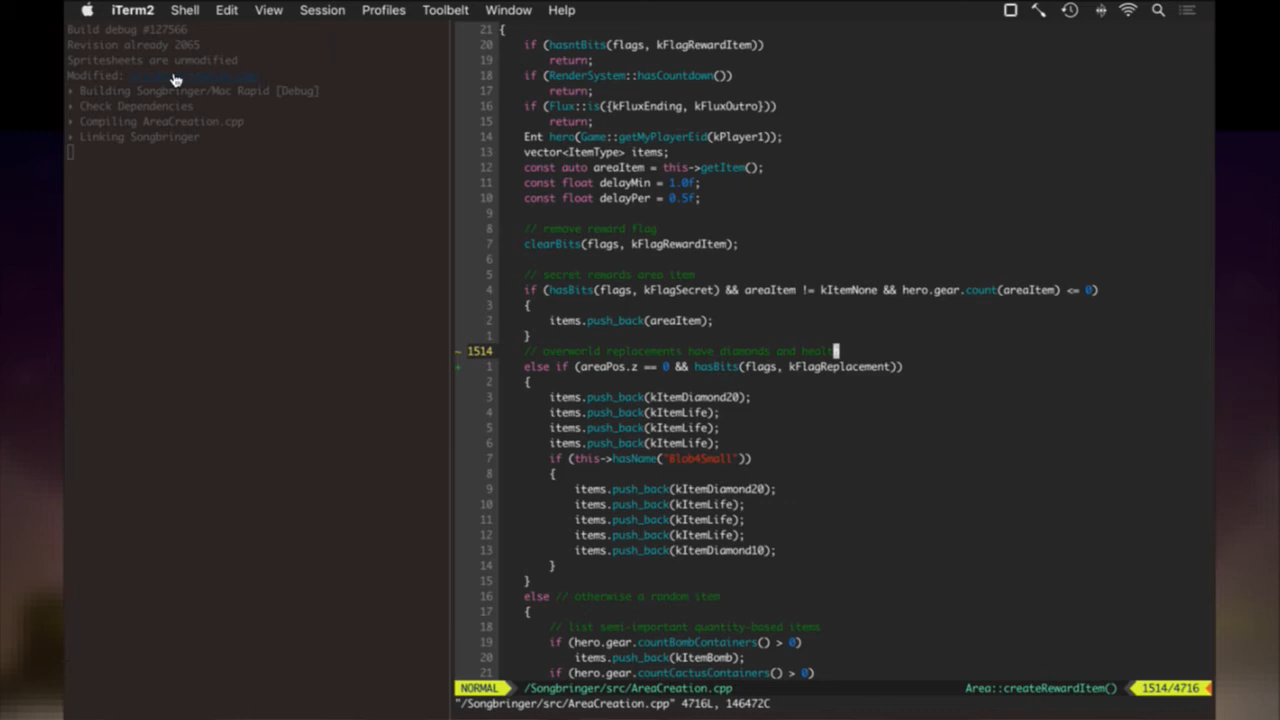 iTerm2 Shell Edit View Session Profiles Toolbelt Window Help
Build debug #127566
Revision already 2065
Spritesheets are unmodified
Modified:
▸ Building Songbringer/Mac Rapid [Debug]
▸ Check Dependencies
▸ Compiling AreaCreation.cpp
▸ Linking Songbringer
21 {
20 if (hasntBits(flags, kFlagRewardItem))
19 return;
18 if (RenderSystem::hasCountdown())
17 return;
16 if (Flux::is({kFluxEnding, kFluxOutro}))
15 return;
14 Ent hero(Game::getMyPlayerEid(kPlayer1));
13 vector<ItemType> items;
12 const auto areaItem = this->getItem();
11 const float delayMin = 1.0f;
10 const float delayPer = 0.5f;
9
8 // remove reward flag
7 clearBits(flags, kFlagRewardItem);
6
5 // secret rewards area item
4 if (hasBits(flags, kFlagSecret) && areaItem != kItemNone && hero.gear.count(areaItem) <= 0)
3 {
2 items.push_back(areaItem);
1 }
~ 1514 // overworld replacements have diamonds and health
+ 1 else if (areaPos.z == 0 && hasBits(flags, kFlagReplacement))
2 {
3 items.push_back(kItemDiamond20);
4 items.push_back(kItemLife);
5 items.push_back(kItemLife);
6 items.push_back(kItemLife);
7 if (this->hasName("Blob4Small"))
8 {
9 items.push_back(kItemDiamond20);
10 items.push_back(kItemLife);
11 items.push_back(kItemLife);
12 items.push_back(kItemLife);
13 items.push_back(kItemDiamond10);
14 }
15 }
16 else // otherwise a random item
17 {
18 // list semi-important quantity-based items
19 if (hero.gear.countBombContainers() > 0)
20 items.push_back(kItemBomb);
21 if (hero.gear.countCactusContainers() > 0)
NORMAL /Songbringer/src/AreaCreation.cpp Area::createRewardItem() 1514/4716
"/Songbringer/src/AreaCreation.cpp" 4716L, 146472C